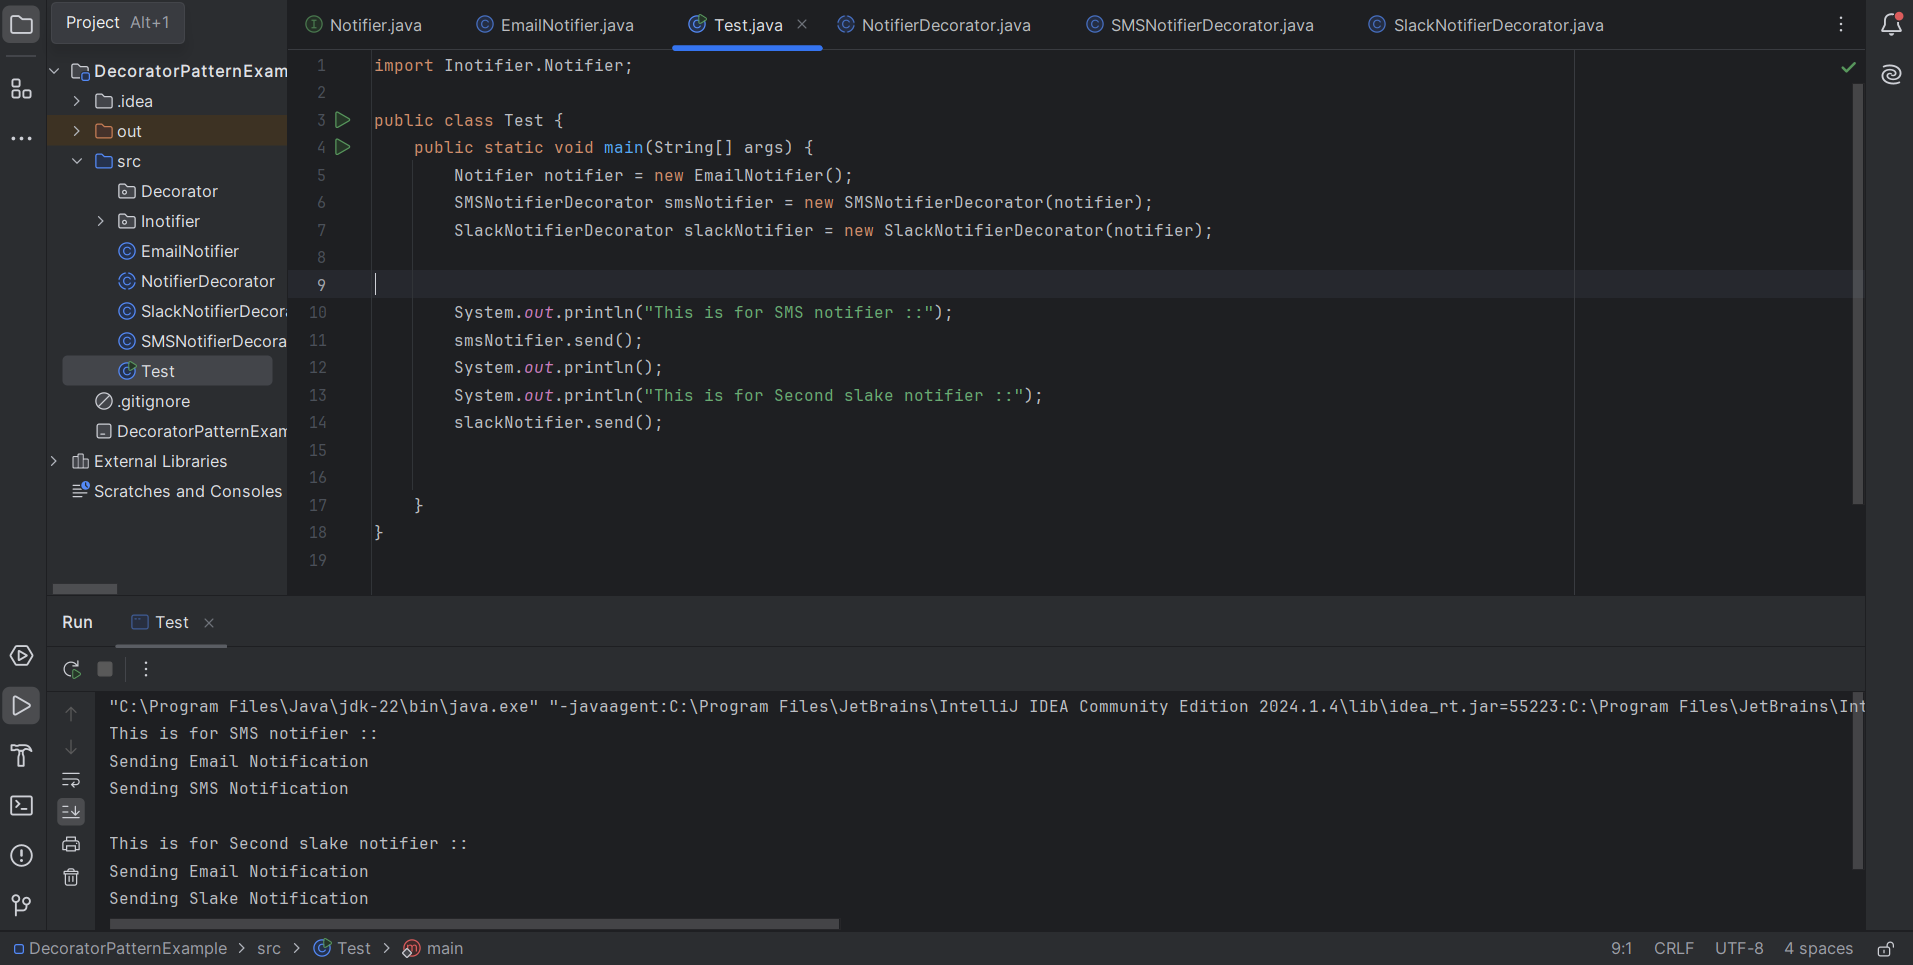 Project Alt+1
Notifier.java
EmailNotifier.java
Test.java
NotifierDecorator.java
SMSNotifierDecorator.java
SlackNotifierDecorator.java
DecoratorPatternExam
.idea
out
src
Decorator
Inotifier
EmailNotifier
NotifierDecorator
SlackNotifierDecora
SMSNotifierDecora
Test
.gitignore
DecoratorPatternExam
External Libraries
Scratches and Consoles
1 import Inotifier.Notifier;
2
3 public class Test {
4 public static void main(String[] args) {
5 Notifier notifier = new EmailNotifier();
6 SMSNotifierDecorator smsNotifier = new SMSNotifierDecorator(notifier);
7 SlackNotifierDecorator slackNotifier = new SlackNotifierDecorator(notifier);
8
9
10 System.out.println("This is for SMS notifier ::");
11 smsNotifier.send();
12 System.out.println();
13 System.out.println("This is for Second slake notifier ::");
14 slackNotifier.send();
15
16
17 }
18 }
19
Run Test
"C:\Program Files\Java\jdk-22\bin\java.exe" "-javaagent:C:\Program Files\JetBrains\IntelliJ IDEA Community Edition 2024.1.4\lib\idea_rt.jar=55223:C:\Program Files\JetBrains\Int
This is for SMS notifier ::
Sending Email Notification
Sending SMS Notification
This is for Second slake notifier ::
Sending Email Notification
Sending Slake Notification
DecoratorPatternExample > src > Test > main
9:1 CRLF UTF-8 4 spaces